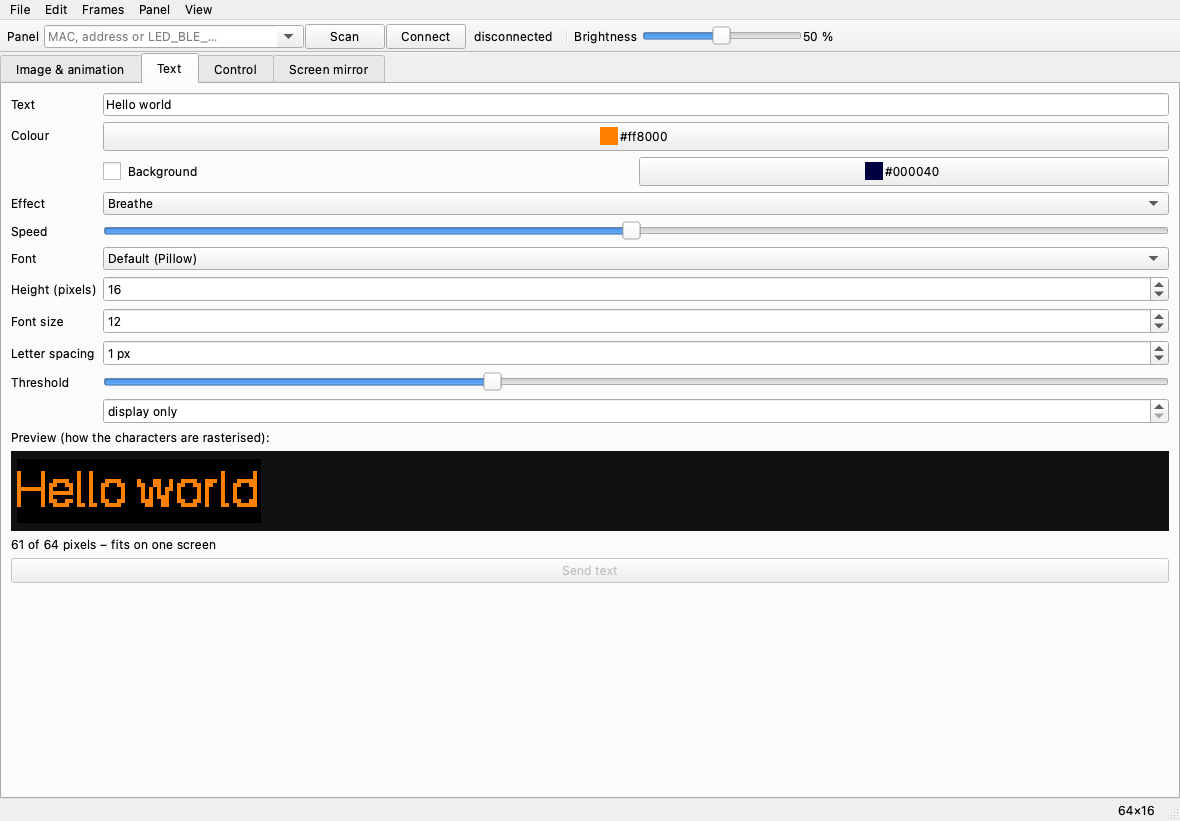 File Edit Frames Panel View
Panel MAC, address or LED_BLE_... Scan Connect disconnected Brightness 50 %
Image & animation Text Control Screen mirror
Text Hello world
Colour #ff8000
Background #000040
Effect Breathe
Speed
Font Default (Pillow)
Height (pixels) 16
Font size 12
Letter spacing 1 px
Threshold
display only
Preview (how the characters are rasterised):
Hello world
61 of 64 pixels – fits on one screen
Send text
64×16